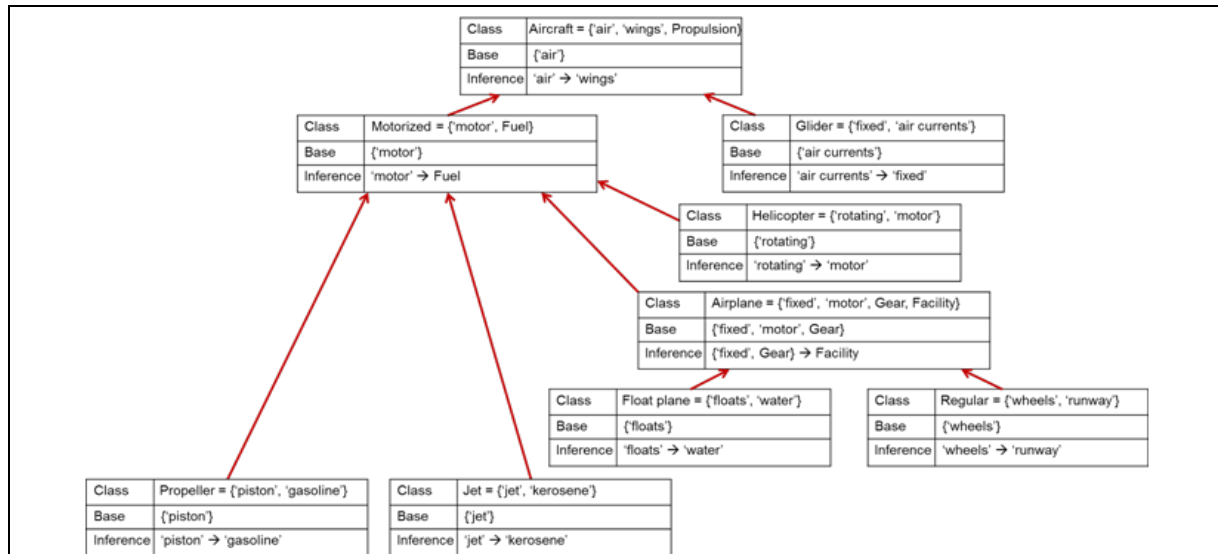 Class Aircraft = {‘air’, ‘wings’, Propulsion}
Base {‘air’}
Inference ‘air’ → ‘wings’
Class Motorized = {‘motor’, Fuel}
Base {‘motor’}
Inference ‘motor’ → Fuel
Class Glider = {‘fixed’, ‘air currents’}
Base {‘air currents’}
Inference ‘air currents’ → ‘fixed’
Class Helicopter = {‘rotating’, ‘motor’}
Base {‘rotating’}
Inference ‘rotating’ → ‘motor’
Class Airplane = {‘fixed’, ‘motor’, Gear, Facility}
Base {‘fixed’, ‘motor’, Gear}
Inference {‘fixed’, Gear} → Facility
Class Float plane = {‘floats’, ‘water’}
Base {‘floats’}
Inference ‘floats’ → ‘water’
Class Regular = {‘wheels’, ‘runway’}
Base {‘wheels’}
Inference ‘wheels’ → ‘runway’
Class Propeller = {‘piston’, ‘gasoline’}
Base {‘piston’}
Inference ‘piston’ → ‘gasoline’
Class Jet = {‘jet’, ‘kerosene’}
Base {‘jet’}
Inference ‘jet’ → ‘kerosene’